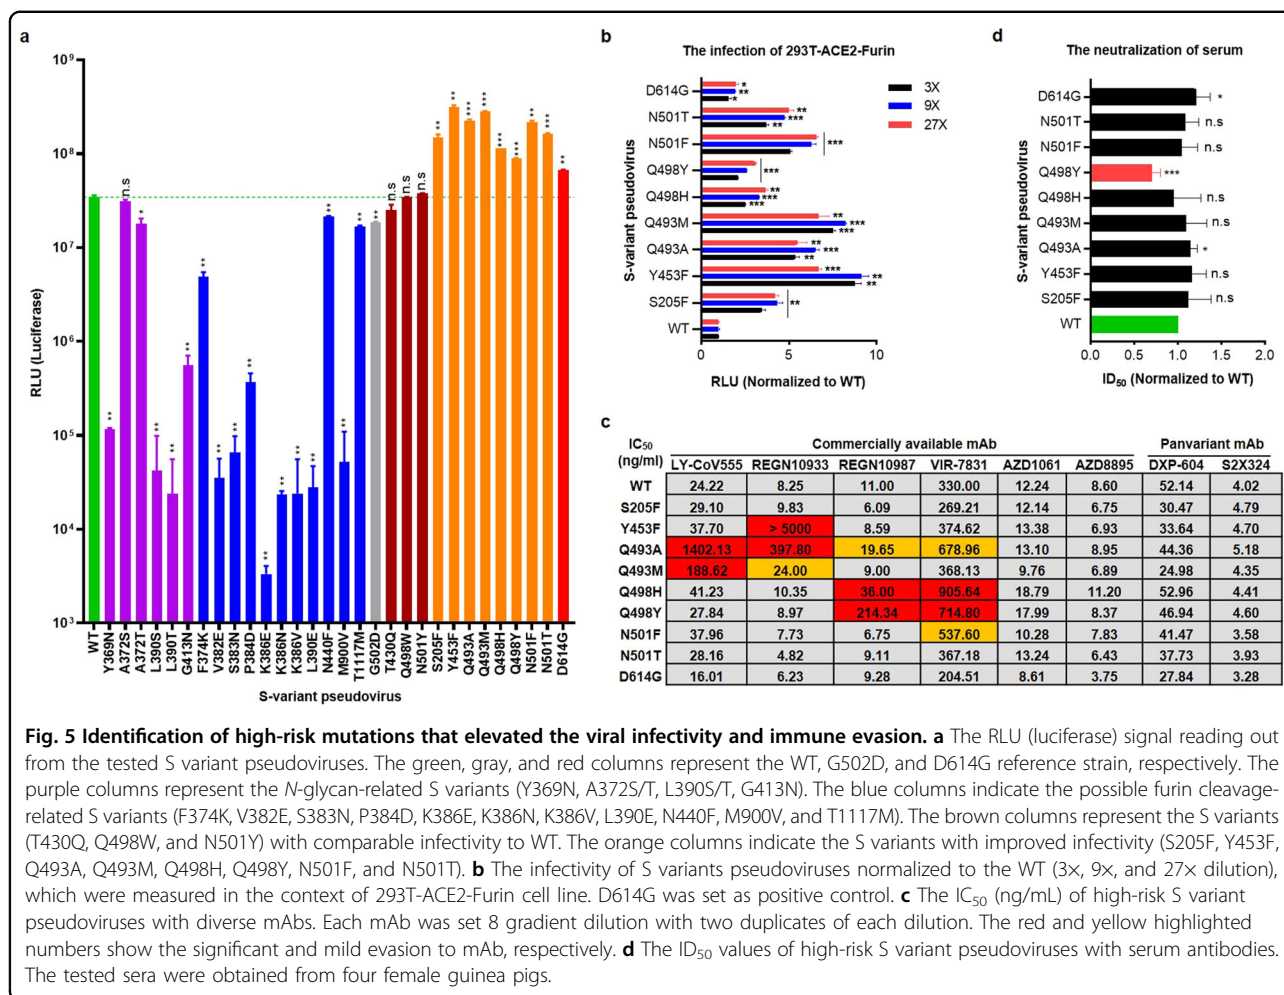 a
10⁹
10⁸
10⁷
10⁶
10⁵
10⁴
10³
RLU (Luciferase)
** n.s * ** ** ** ** ** ** ** ** ** ** ** ** ** ** ** n.s n.s n.s ** ** *** *** *** *** ** *** **
WT Y369N A372S A372T L390S L390T G413N F374K V382E S383N P384D K386E K386N K386V L390E N440F M900V T1117M G502D T430Q Q498W N501Y S205F Y453F Q493A Q493M Q498H Q498Y N501F N501T D614G
S-variant pseudovirus
b
The infection of 293T-ACE2-Furin
3X
9X
27X
S-variant pseudovirus
D614G * ** *
N501T ** *** **
N501F ***
Q498Y ***
Q498H ** *** ***
Q493M ** *** ***
Q493A ** *** **
Y453F *** ** **
S205F **
WT
0 5 10
RLU (Normalized to WT)
d
The neutralization of serum
S-variant pseudovirus
D614G *
N501T n.s
N501F n.s
Q498Y ***
Q498H n.s
Q493M n.s
Q493A *
Y453F n.s
S205F n.s
WT
0.0 0.5 1.0 1.5 2.0
ID₅₀ (Normalized to WT)
c
IC₅₀ Commercially available mAb Panvariant mAb
(ng/ml) LY-CoV555 REGN10933 REGN10987 VIR-7831 AZD1061 AZD8895 DXP-604 S2X324
WT 24.22 8.25 11.00 330.00 12.24 8.60 52.14 4.02
S205F 29.10 9.83 6.09 269.21 12.14 6.75 30.47 4.79
Y453F 37.70 > 5000 8.59 374.62 13.38 6.93 33.64 4.70
Q493A 1402.13 397.80 19.65 678.96 13.10 8.95 44.36 5.18
Q493M 188.62 24.00 9.00 368.13 9.76 6.89 24.98 4.35
Q498H 41.23 10.35 36.00 905.64 18.79 11.20 52.96 4.41
Q498Y 27.84 8.97 214.34 714.80 17.99 8.37 46.94 4.60
N501F 37.96 7.73 6.75 537.60 10.28 7.83 41.47 3.58
N501T 28.16 4.82 9.11 367.18 13.24 6.43 37.73 3.93
D614G 16.01 6.23 9.28 204.51 8.61 3.75 27.84 3.28
Fig. 5 Identification of high-risk mutations that elevated the viral infectivity and immune evasion. a The RLU (luciferase) signal reading out
from the tested S variant pseudoviruses. The green, gray, and red columns represent the WT, G502D, and D614G reference strain, respectively. The
purple columns represent the N-glycan-related S variants (Y369N, A372S/T, L390S/T, G413N). The blue columns indicate the possible furin cleavage-
related S variants (F374K, V382E, S383N, P384D, K386E, K386N, K386V, L390E, N440F, M900V, and T1117M). The brown columns represent the S variants
(T430Q, Q498W, and N501Y) with comparable infectivity to WT. The orange columns indicate the S variants with improved infectivity (S205F, Y453F,
Q493A, Q493M, Q498H, Q498Y, N501F, and N501T). b The infectivity of S variants pseudoviruses normalized to the WT (3×, 9×, and 27× dilution),
which were measured in the context of 293T-ACE2-Furin cell line. D614G was set as positive control. c The IC₅₀ (ng/mL) of high-risk S variant
pseudoviruses with diverse mAbs. Each mAb was set 8 gradient dilution with two duplicates of each dilution. The red and yellow highlighted
numbers show the significant and mild evasion to mAb, respectively. d The ID₅₀ values of high-risk S variant pseudoviruses with serum antibodies.
The tested sera were obtained from four female guinea pigs.